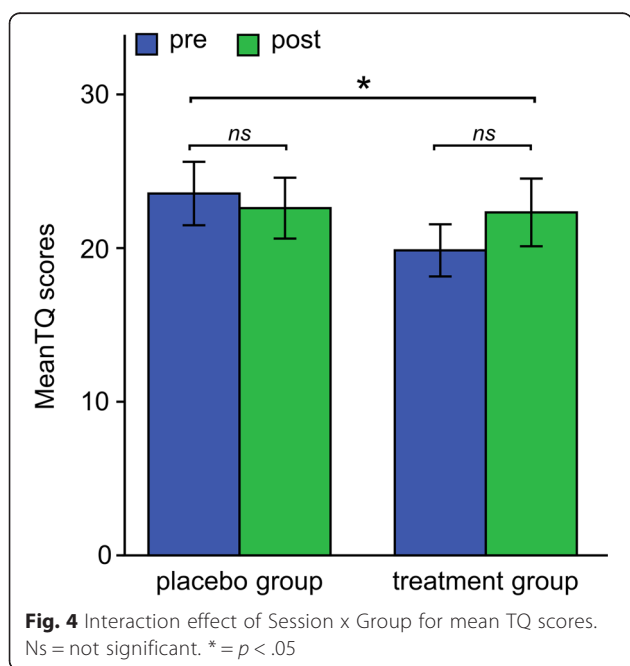 pre post
30
*
ns ns
20
MeanTQ scores
10
0
placebo group treatment group
Fig. 4 Interaction effect of Session x Group for mean TQ scores.
Ns = not significant. * = p < .05